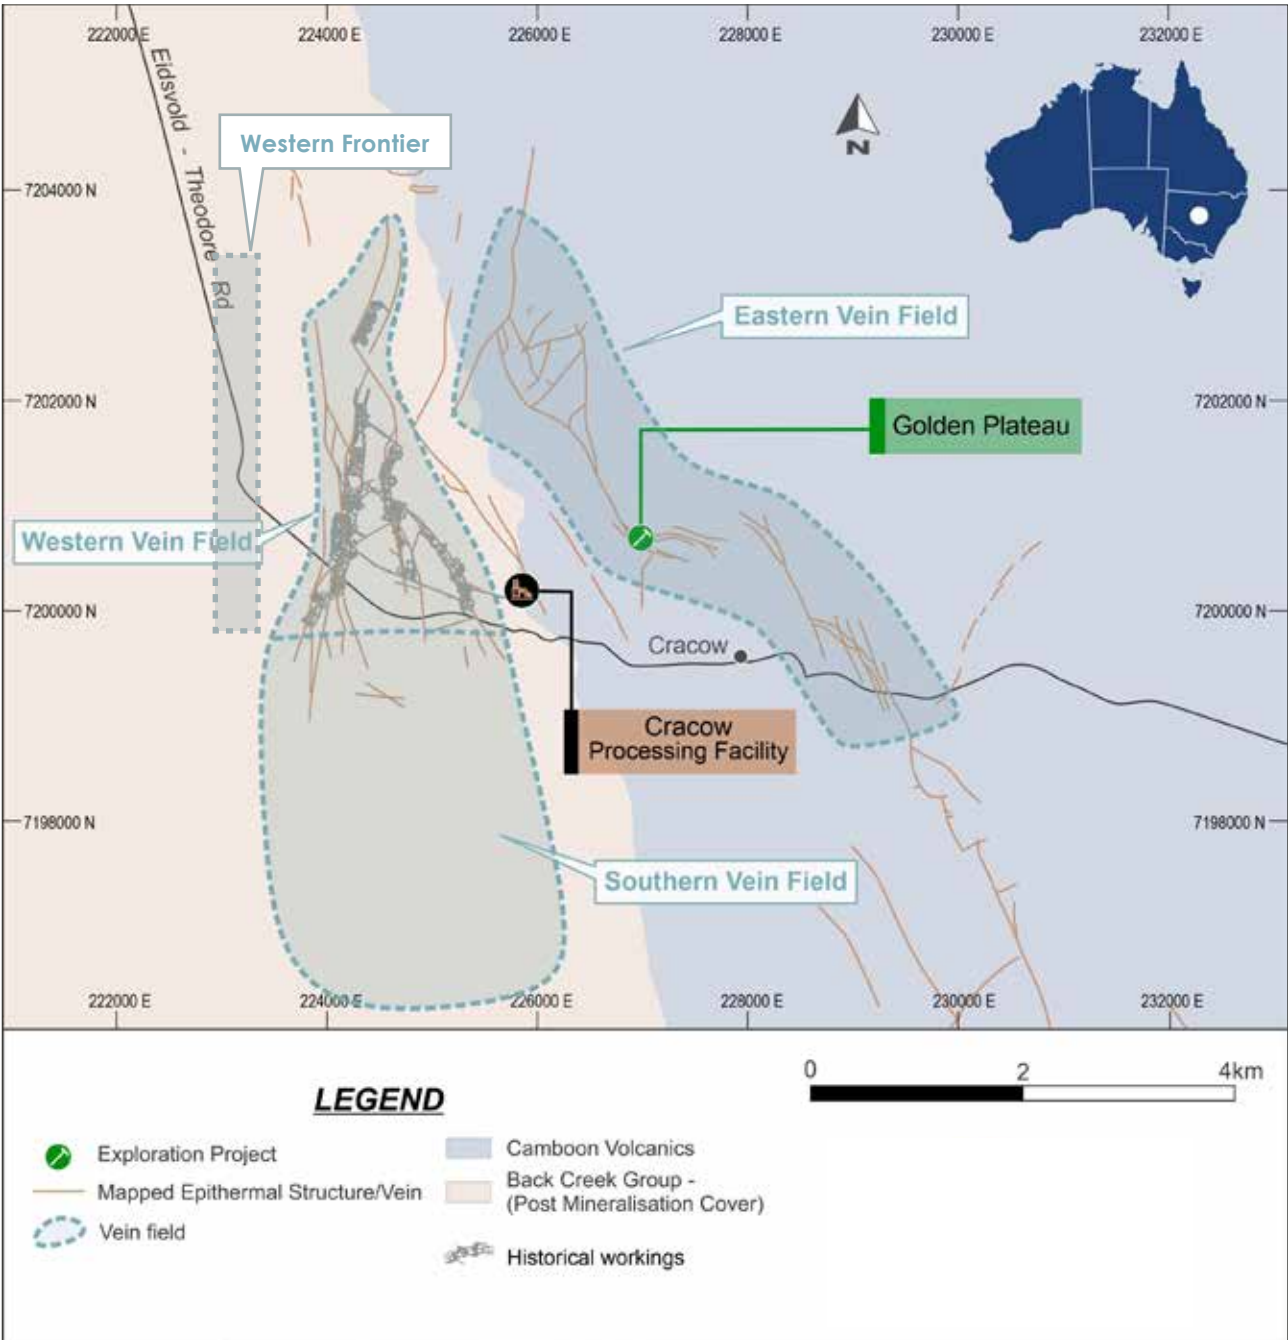 222000 E
224000 E
226000 E
228000 E
230000 E
232000 E
Eidsvold - Theodore Rd
Western Frontier
N
7204000 N
Eastern Vein Field
7202000 N
7202000 N
Golden Plateau
Western Vein Field
7200000 N
7200000 N
Cracow
Cracow
Processing Facility
7198000 N
7198000 N
Southern Vein Field
222000 E
224000 E
226000 E
228000 E
230000 E
232000 E
0
2
4km
LEGEND
Exploration Project
Mapped Epithermal Structure/Vein
Vein field
Camboon Volcanics
Back Creek Group -
(Post Mineralisation Cover)
Historical workings